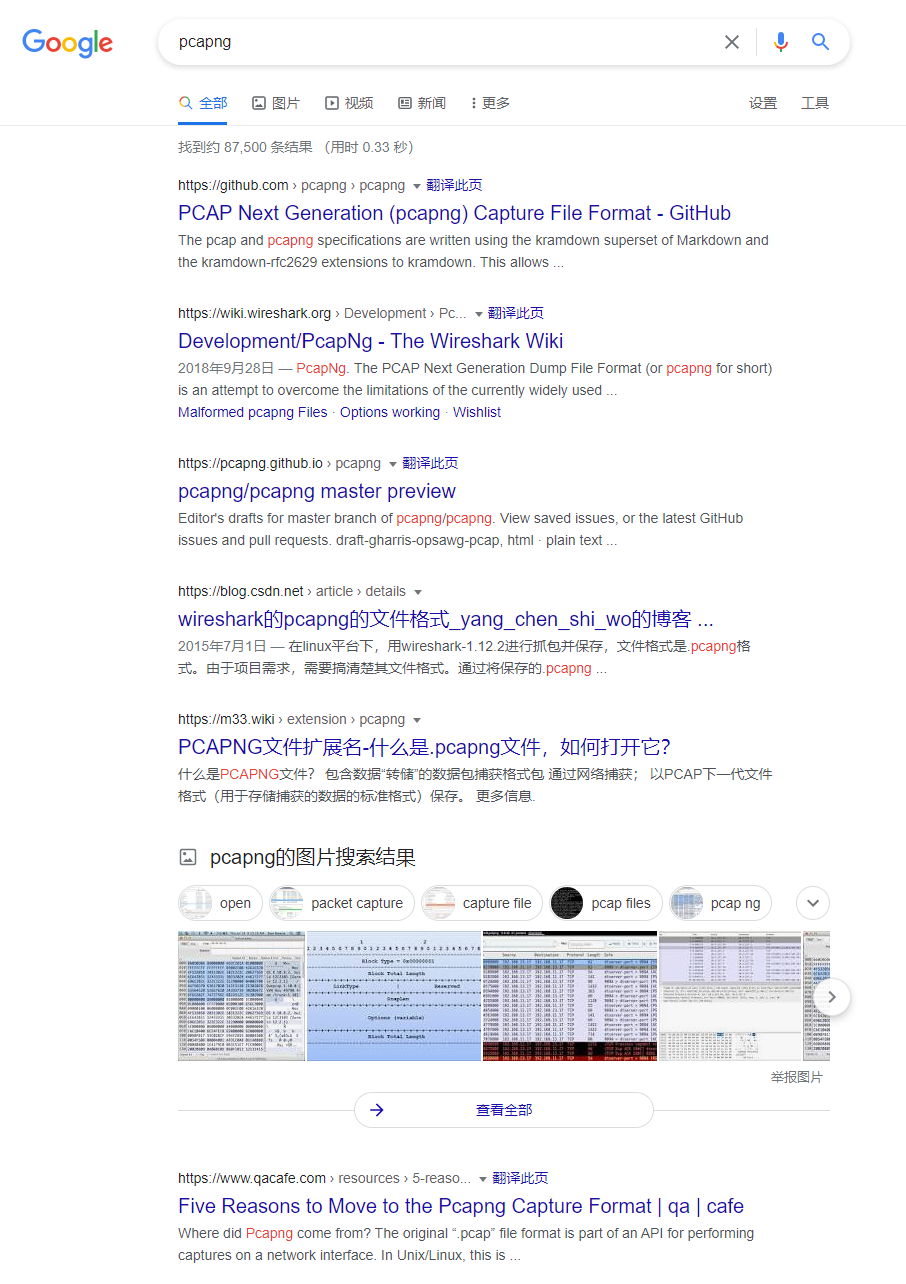 Google
pcapng
全部
图片
视频
新闻
更多
设置
工具
找到约 87,500 条结果 （用时 0.33 秒）
https://github.com › pcapng › pcapng 翻译此页
PCAP Next Generation (pcapng) Capture File Format - GitHub
The pcap and pcapng specifications are written using the kramdown superset of Markdown and
the kramdown-rfc2629 extensions to kramdown. This allows ...
https://wiki.wireshark.org › Development › Pc... 翻译此页
Development/PcapNg - The Wireshark Wiki
2018年9月28日 — PcapNg. The PCAP Next Generation Dump File Format (or pcapng for short)
is an attempt to overcome the limitations of the currently widely used ...
Malformed pcapng Files · Options working · Wishlist
https://pcapng.github.io › pcapng 翻译此页
pcapng/pcapng master preview
Editor's drafts for master branch of pcapng/pcapng. View saved issues, or the latest GitHub
issues and pull requests. draft-gharris-opsawg-pcap, html · plain text ...
https://blog.csdn.net › article › details
wireshark的pcapng的文件格式_yang_chen_shi_wo的博客 ...
2015年7月1日 — 在linux平台下，用wireshark-1.12.2进行抓包并保存，文件格式是.pcapng格
式。由于项目需求，需要搞清楚其文件格式。通过将保存的.pcapng ...
https://m33.wiki › extension › pcapng
PCAPNG文件扩展名-什么是.pcapng文件，如何打开它？
什么是PCAPNG文件？ 包含数据“转储”的数据包捕获格式包 通过网络捕获； 以PCAP下一代文件
格式（用于存储捕获的数据的标准格式）保存。 更多信息.
pcapng的图片搜索结果
open
packet capture
capture file
pcap files
pcap ng
Block Type = 0x00000001
Block Total Length
LinkType | Reserved
SnapLen
Options (variable)
Block Total Length
举报图片
查看全部
https://www.qacafe.com › resources › 5-reaso... 翻译此页
Five Reasons to Move to the Pcapng Capture Format | qa | cafe
Where did Pcapng come from? The original “.pcap” file format is part of an API for performing
captures on a network interface. In Unix/Linux, this is ...